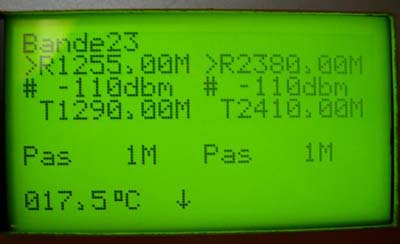 Bande23
>R1255.00M >R2380.00M
# -110dbm # -110dbm
T1290.00M T2410.00M
Pas 1M Pas 1M
017.5ºC ↓